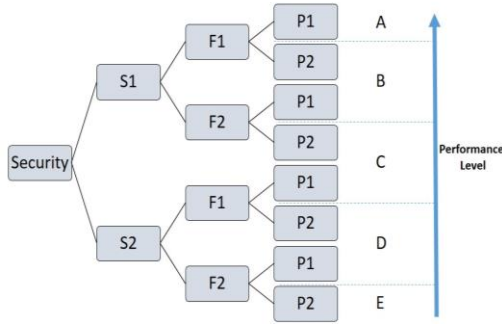 P1 A
F1
P2
S1 B
P1
F2
P2
Security C Performance Level
P1
F1
P2
S2 D
P1
F2
P2 E